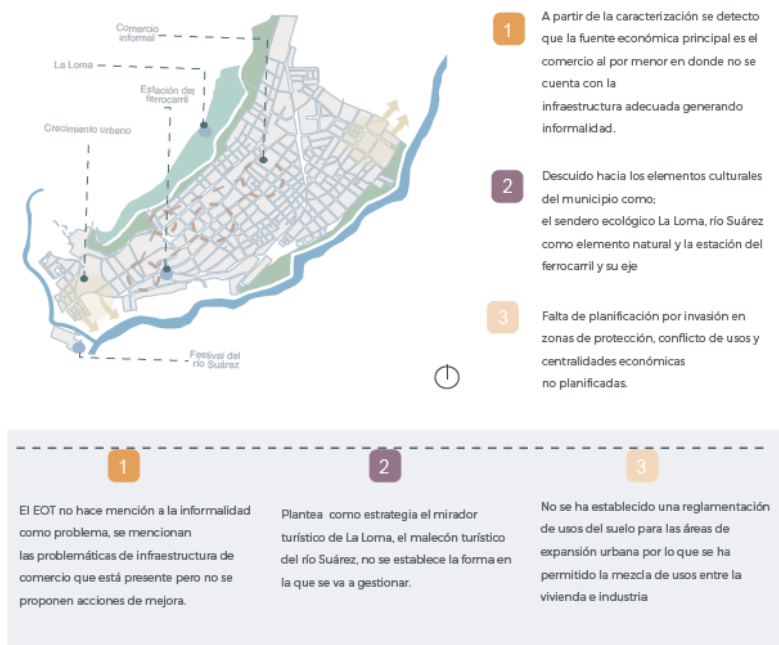 Comercio
informal
La Loma
Estación del
ferrocarril
Crecimiento urbano
Festival del
río Suárez
1
A partir de la caracterización se detecto
que la fuente económica principal es el
comercio al por menor en donde no se
cuenta con la
infraestructura adecuada generando
informalidad.
2
Descuido hacia los elementos culturales
del municipio como;
el sendero ecológico La Loma, río Suárez
como elemento natural y la estación del
ferrocarril y su eje
3
Falta de planificación por invasión en
zonas de protección, conflicto de usos y
centralidades económicas
no planificadas.
1
El EOT no hace mención a la informalidad
como problema, se mencionan
las problemáticas de infraestructura de
comercio que está presente pero no se
proponen acciones de mejora.
2
Plantea como estrategia el mirador
turístico de La Loma, el malecón turístico
del río Suárez, no se establece la forma en
la que se va a gestionar.
3
No se ha establecido una reglamentación
de usos del suelo para las áreas de
expansión urbana por lo que se ha
permitido la mezcla de usos entre la
vivienda e industria